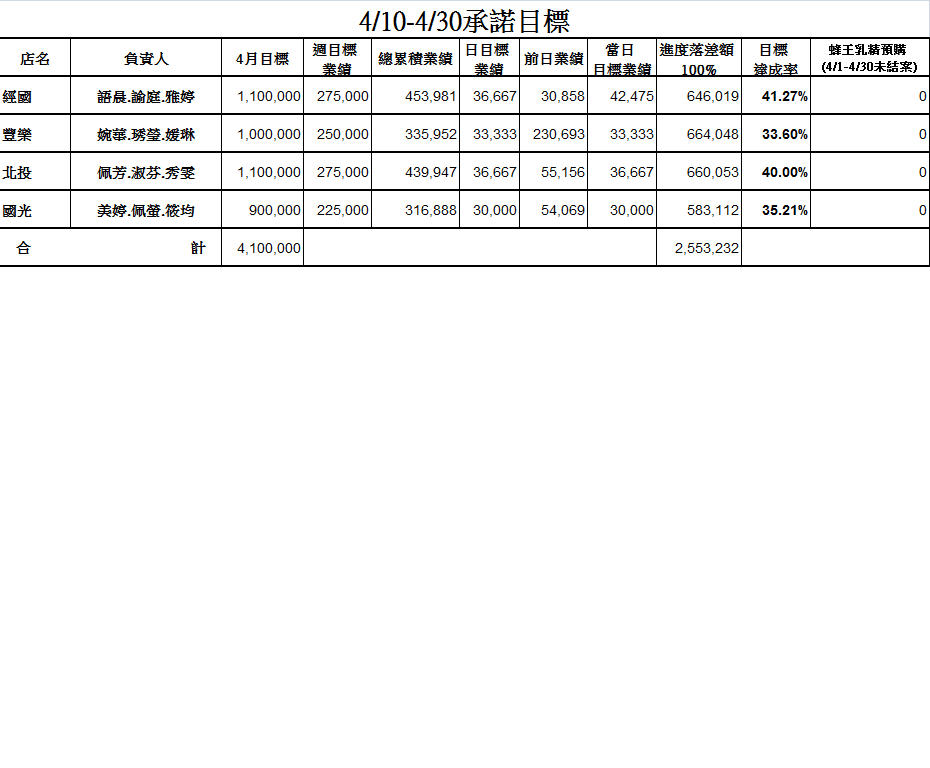 4/10-4/30承諾目標
店名 負責人 4月目標 週目標業績 總累積業績 日目標業績 前日業績 當日目標業績 進度落差額100% 目標達成率 蜂王乳精預購(4/1-4/30未結案)
經國 語晨.諭庭.雅婷 1,100,000 275,000 453,981 36,667 30,858 42,475 646,019 41.27% 0
豐樂 婉華.琇瑩.媛琳 1,000,000 250,000 335,952 33,333 230,693 33,333 664,048 33.60% 0
北投 佩芳.淑芬.秀雯 1,100,000 275,000 439,947 36,667 55,156 36,667 660,053 40.00% 0
國光 美婷.佩螢.筱均 900,000 225,000 316,888 30,000 54,069 30,000 583,112 35.21% 0
合 計 4,100,000 2,553,232